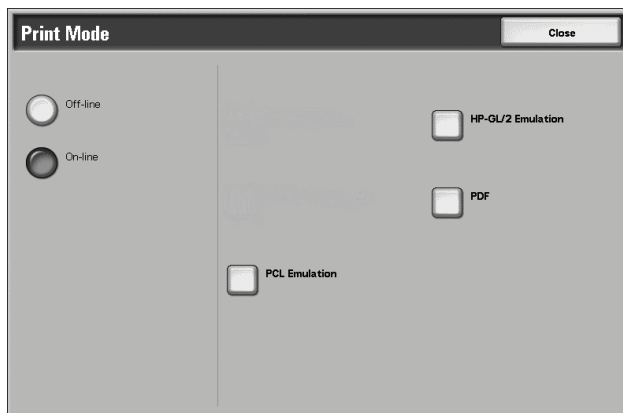 Print Mode
Close
Off-line
On-line
HP-GL/2 Emulation
PDF
PCL Emulation